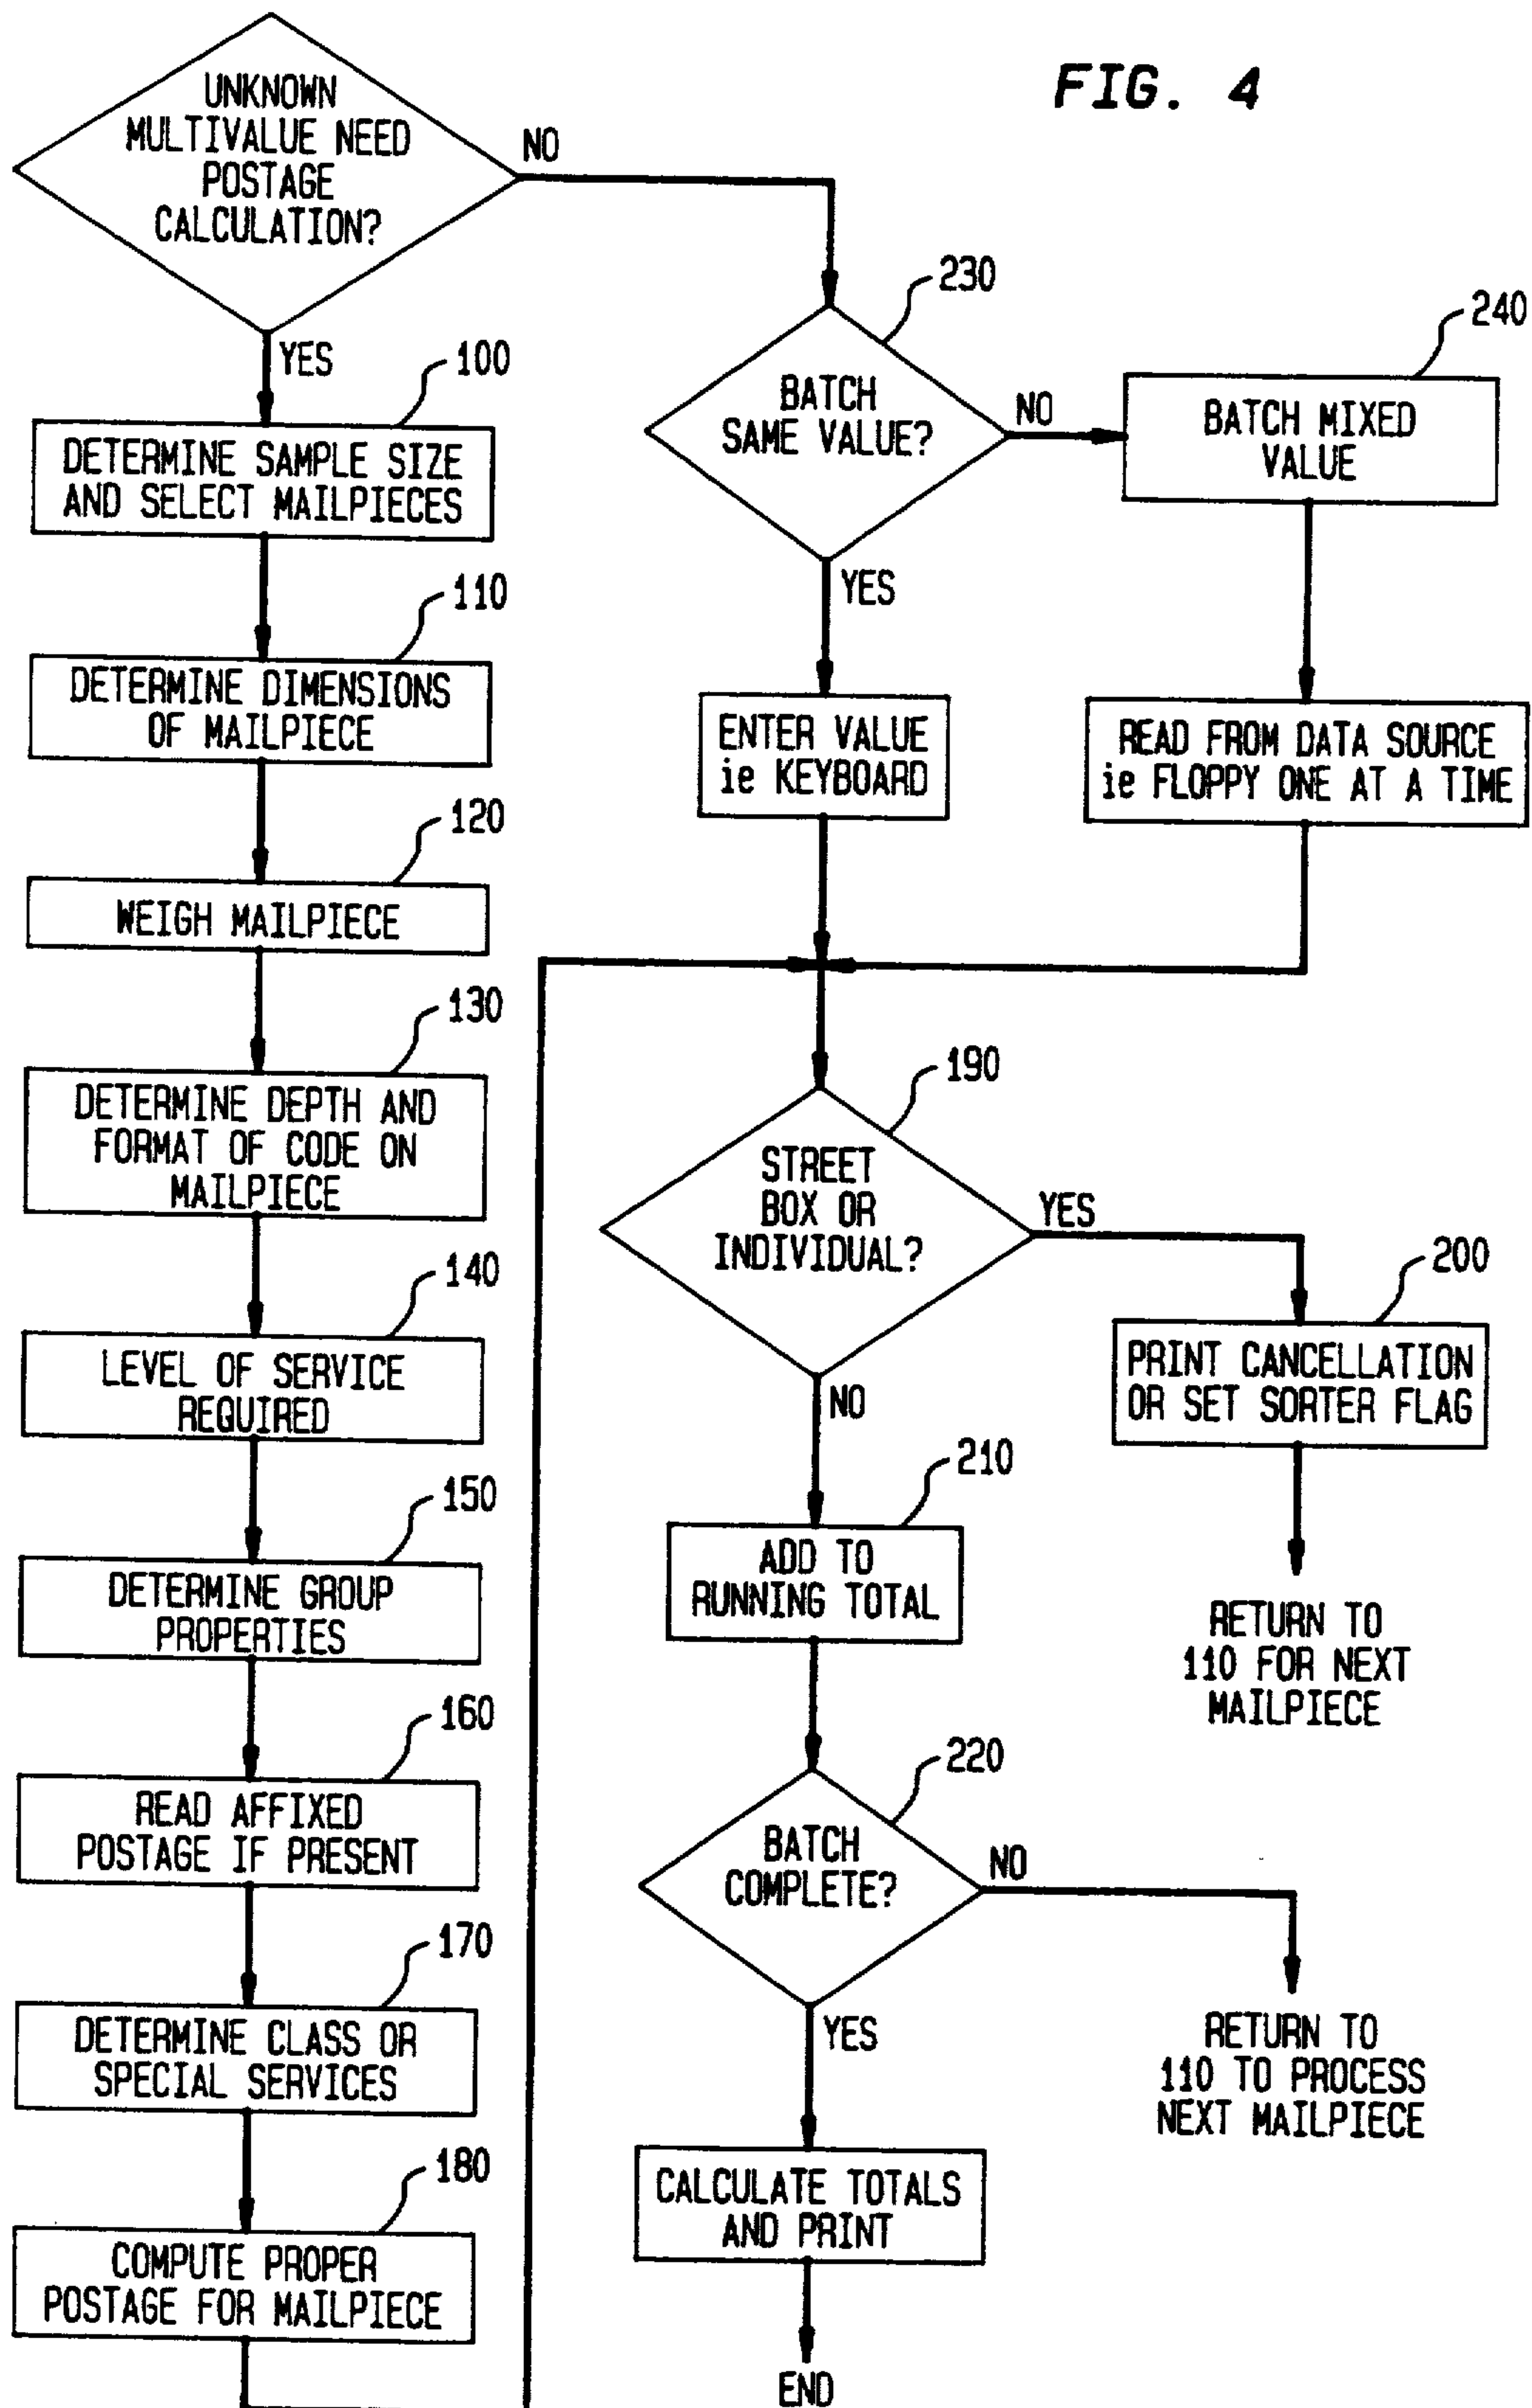 FIG. 4
UNKNOWN
MULTIVALUE NEED
POSTAGE
CALCULATION?
NO
YES
100
DETERMINE SAMPLE SIZE
AND SELECT MAILPIECES
110
DETERMINE DIMENSIONS
OF MAILPIECE
120
WEIGH MAILPIECE
130
DETERMINE DEPTH AND
FORMAT OF CODE ON
MAILPIECE
140
LEVEL OF SERVICE
REQUIRED
150
DETERMINE GROUP
PROPERTIES
160
READ AFFIXED
POSTAGE IF PRESENT
170
DETERMINE CLASS OR
SPECIAL SERVICES
180
COMPUTE PROPER
POSTAGE FOR MAILPIECE
230
BATCH
SAME VALUE?
NO
240
BATCH MIXED
VALUE
YES
ENTER VALUE
ie KEYBOARD
READ FROM DATA SOURCE
ie FLOPPY ONE AT A TIME
190
STREET
BOX OR
INDIVIDUAL?
YES
200
PRINT CANCELLATION
OR SET SORTER FLAG
RETURN TO
110 FOR NEXT
MAILPIECE
NO
210
ADD TO
RUNNING TOTAL
220
BATCH
COMPLETE?
NO
RETURN TO
110 TO PROCESS
NEXT MAILPIECE
YES
CALCULATE TOTALS
AND PRINT
END